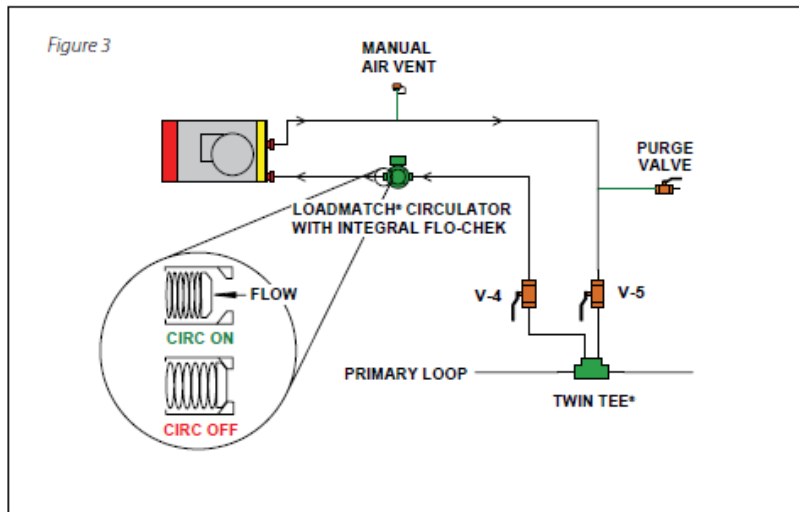 Figure 3
MANUAL
AIR VENT
PURGE
VALVE
LOADMATCH® CIRCULATOR
WITH INTEGRAL FLO-CHEK
FLOW
CIRC ON
CIRC OFF
V-4
V-5
PRIMARY LOOP
TWIN TEE®